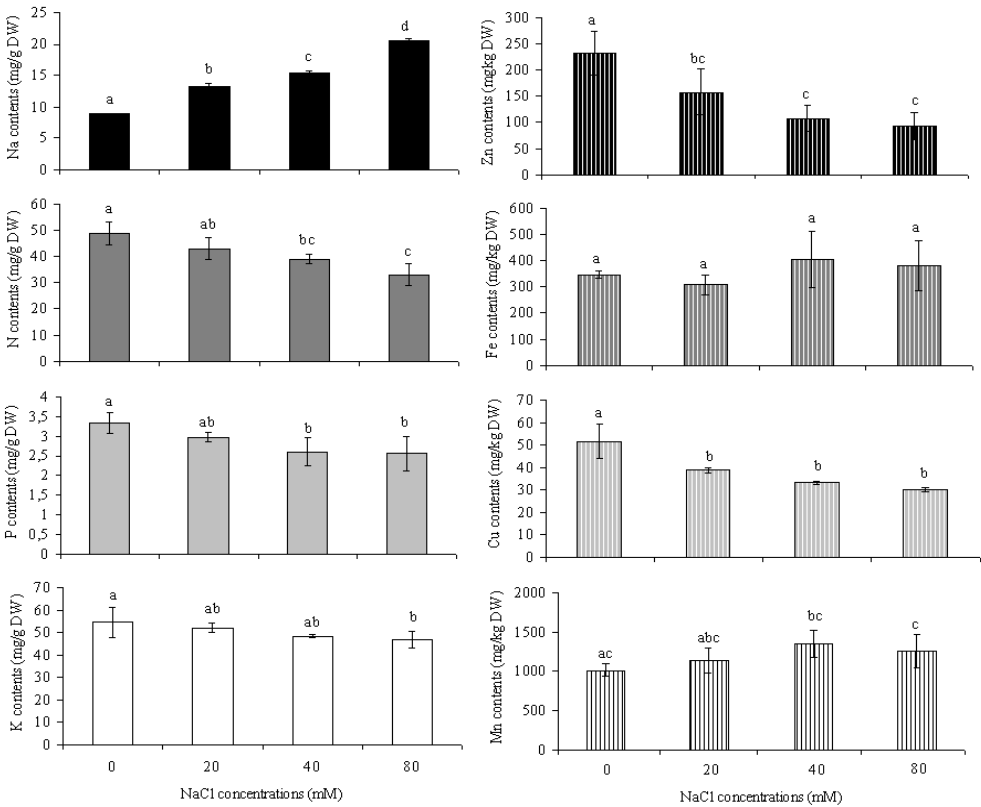 Na contents (mg/g DW)
25
20
15
10
5
0
a
b
c
d
N contents (mg/g DW)
60
50
40
30
20
10
0
a
ab
bc
c
P contents (mg/g DW)
4
3,5
3
2,5
2
1,5
1
0,5
0
a
ab
b
b
K contents (mg/g DW)
70
60
50
40
30
20
10
0
a
ab
ab
b
0 20 40 80
NaCl concentrations (mM)
Zn contents (mgkg DW)
300
250
200
150
100
50
0
a
bc
c
c
Fe contents (mg/kg DW)
600
500
400
300
200
100
0
a
a
a
a
Cu contents (mg/kg DW)
70
60
50
40
30
20
10
0
a
b
b
b
Mn contents (mg/kg DW)
2000
1500
1000
500
0
ac
abc
bc
c
0 20 40 80
NaCl concentrations (mM)